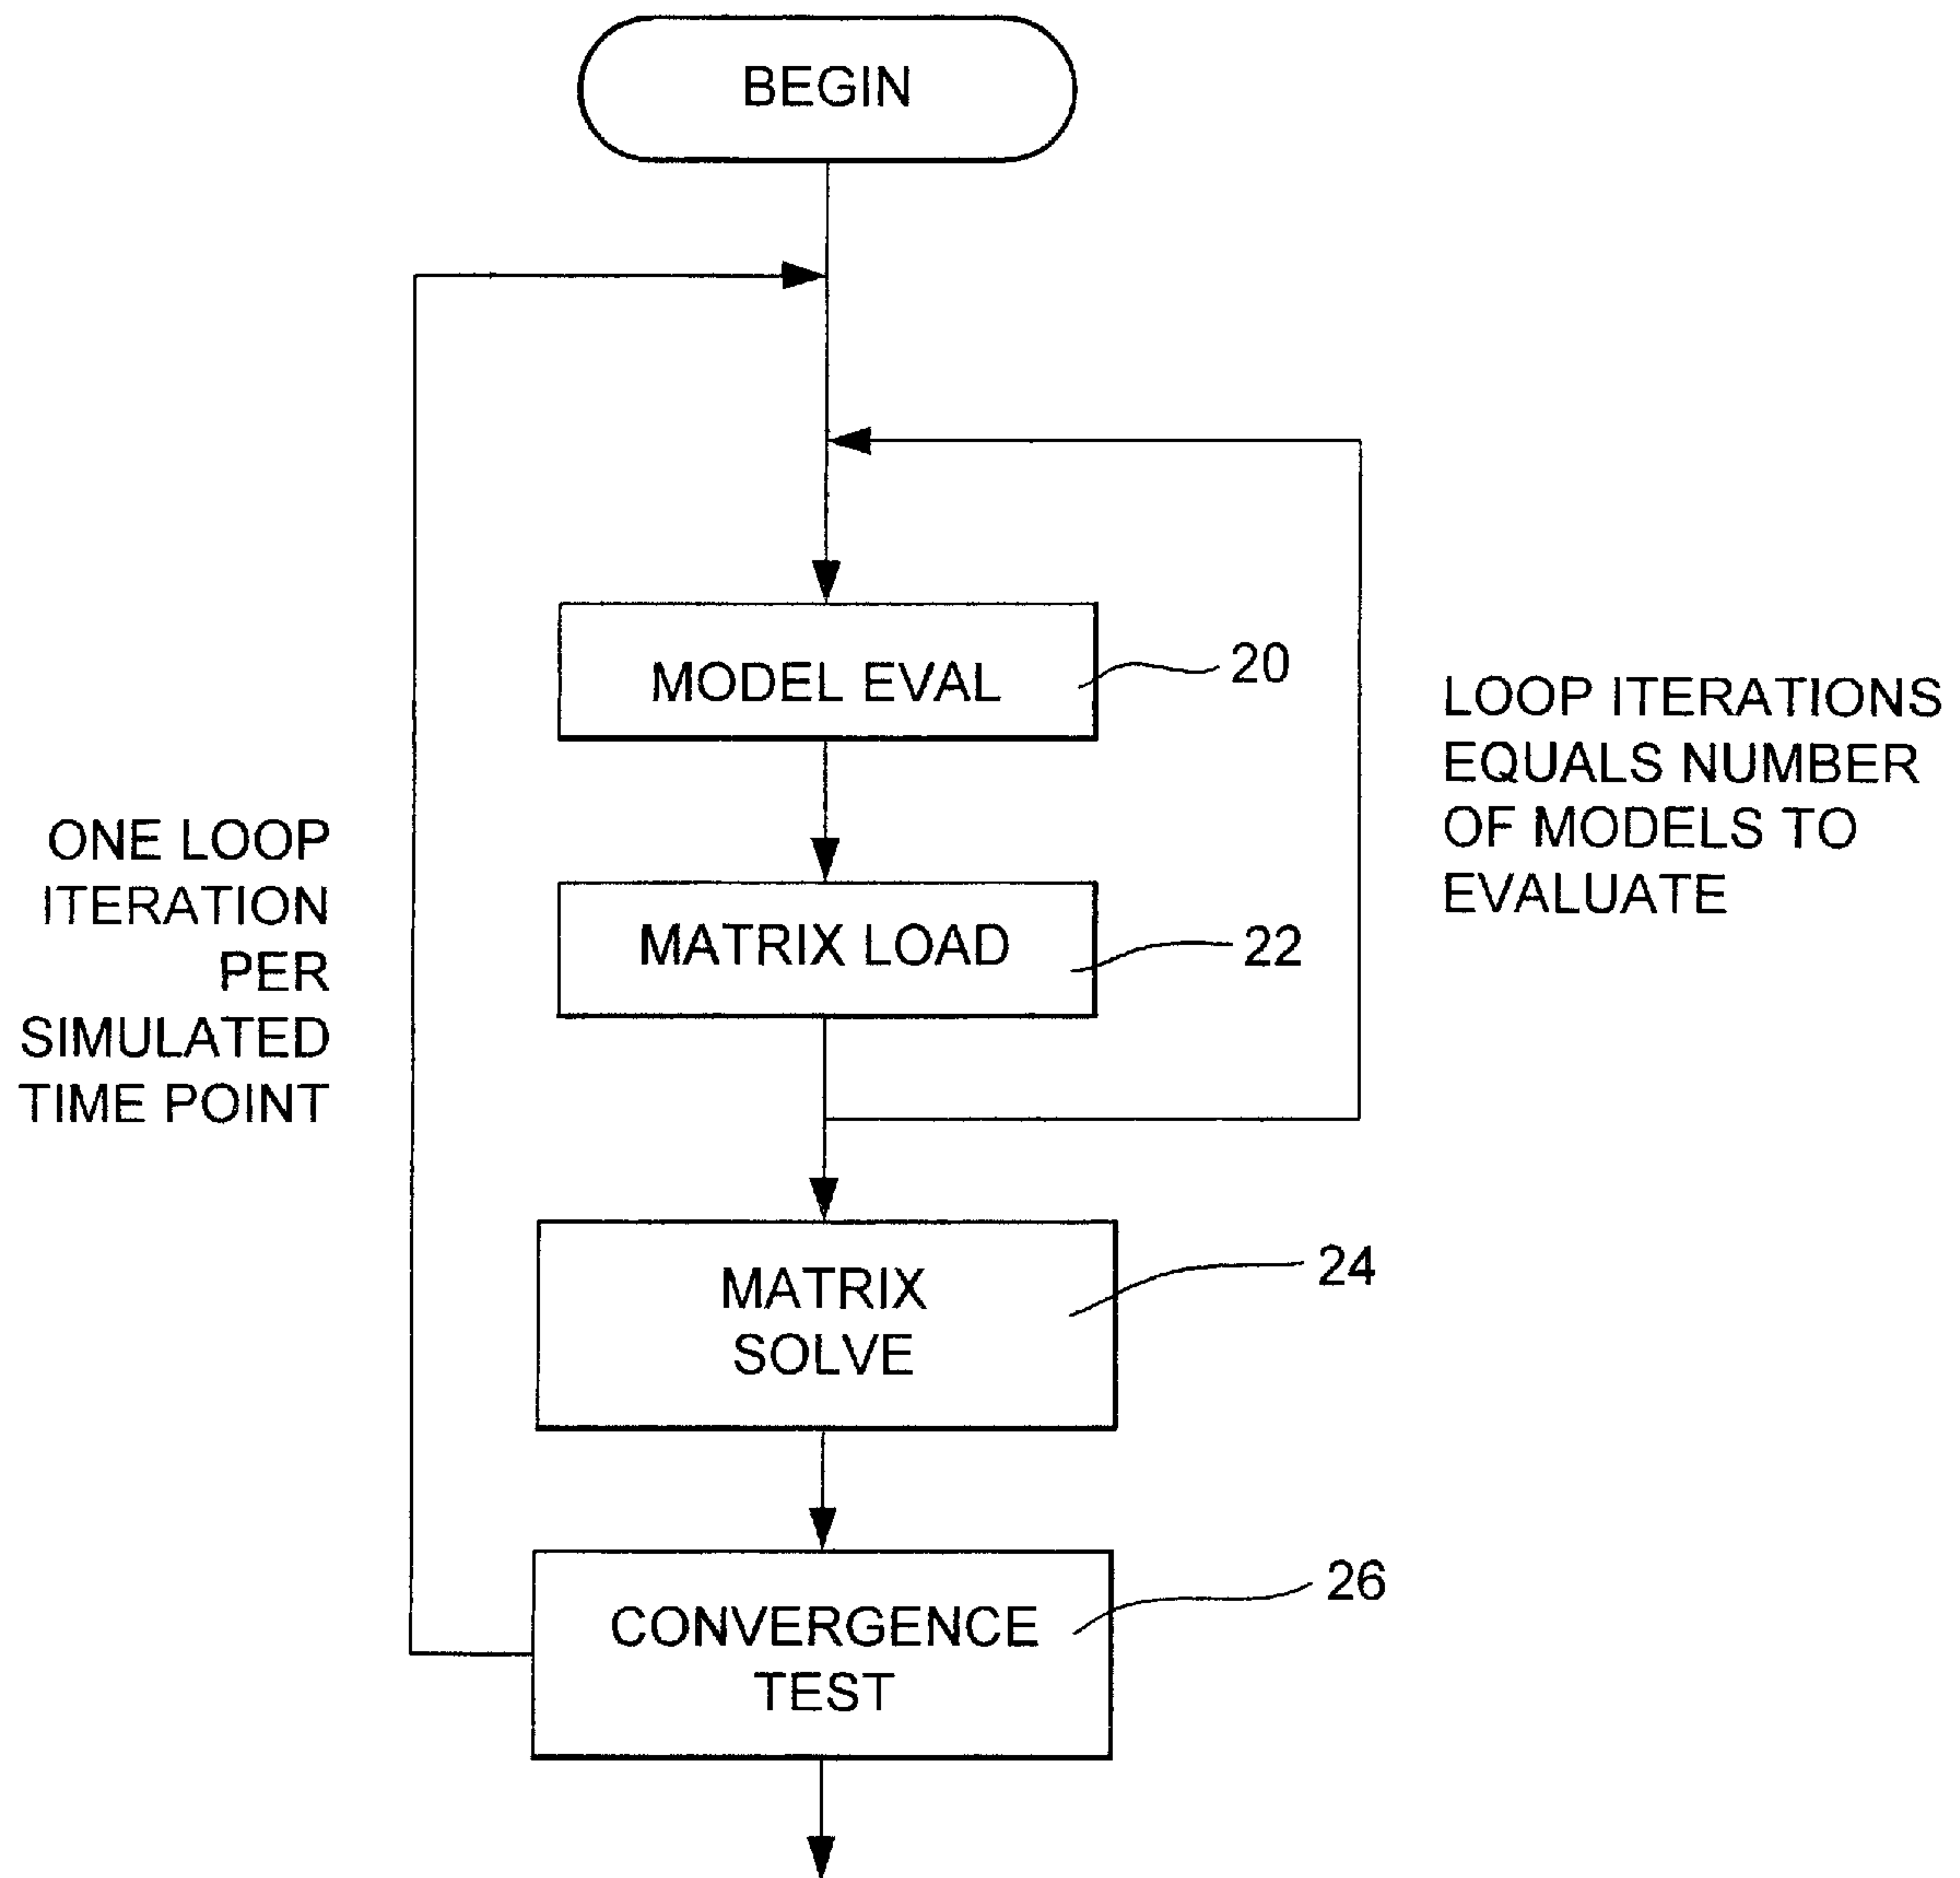 BEGIN
MODEL EVAL
20
LOOP ITERATIONS
EQUALS NUMBER
OF MODELS TO
EVALUATE
ONE LOOP
ITERATION
PER
SIMULATED
TIME POINT
MATRIX LOAD
22
MATRIX
SOLVE
24
CONVERGENCE
TEST
26